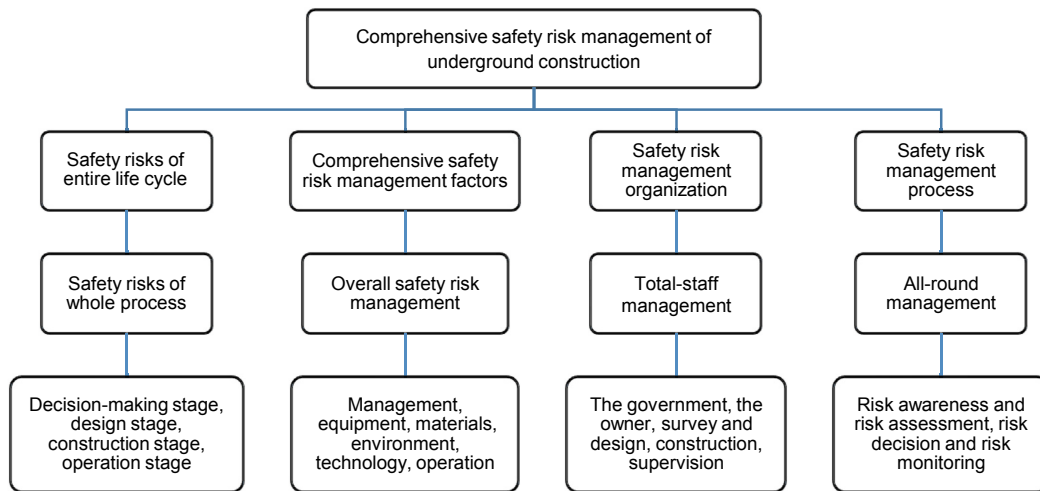 Comprehensive safety risk management of
underground construction
Safety risks of
entire life cycle
Comprehensive safety
risk management factors
Safety risk
management
organization
Safety risk
management
process
Safety risks of
whole process
Overall safety risk
management
Total-staff
management
All-round
management
Decision-making stage,
design stage,
construction stage,
operation stage
Management,
equipment, materials,
environment,
technology, operation
The government, the
owner, survey and
design, construction,
supervision
Risk awareness and
risk assessment, risk
decision and risk
monitoring